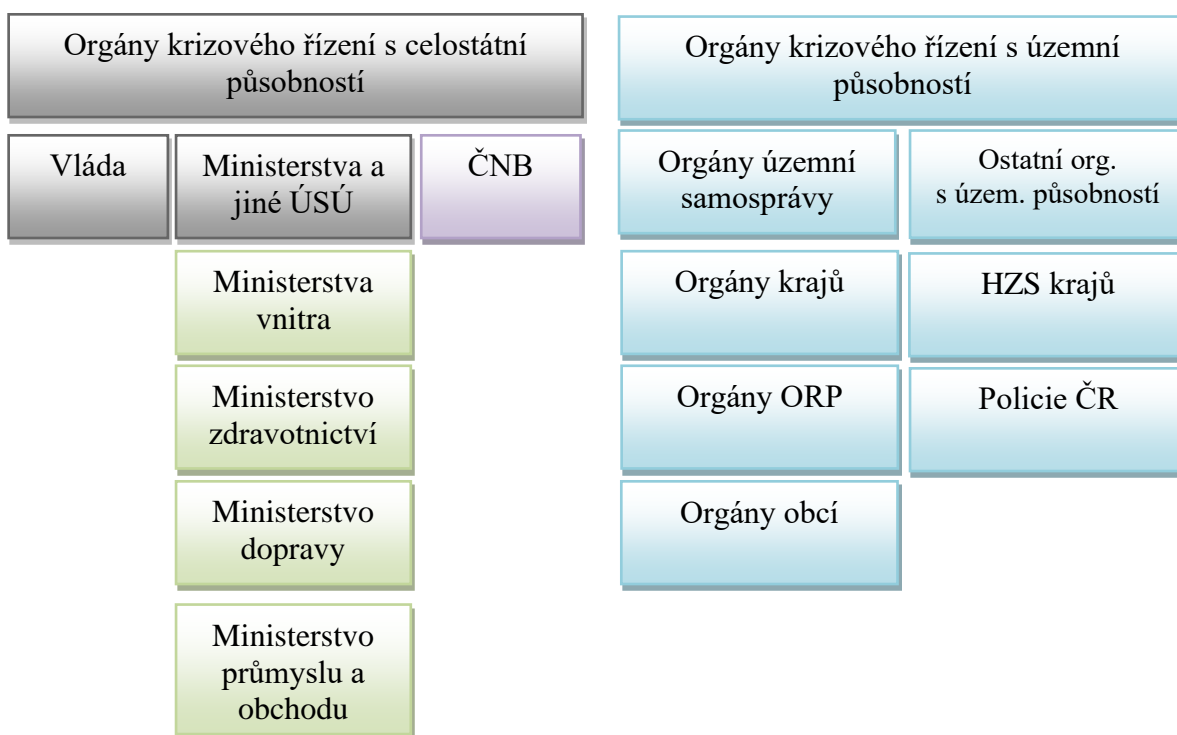 Orgány krizového řízení s celostátní
působností
Vláda
Ministerstva a
jiné ÚSÚ
ČNB
Ministerstva
vnitra
Ministerstvo
zdravotnictví
Ministerstvo
dopravy
Ministerstvo
průmyslu a
obchodu
Orgány krizového řízení s územní
působností
Orgány územní
samosprávy
Ostatní org.
s územ. působností
Orgány krajů
HZS krajů
Orgány ORP
Policie ČR
Orgány obcí